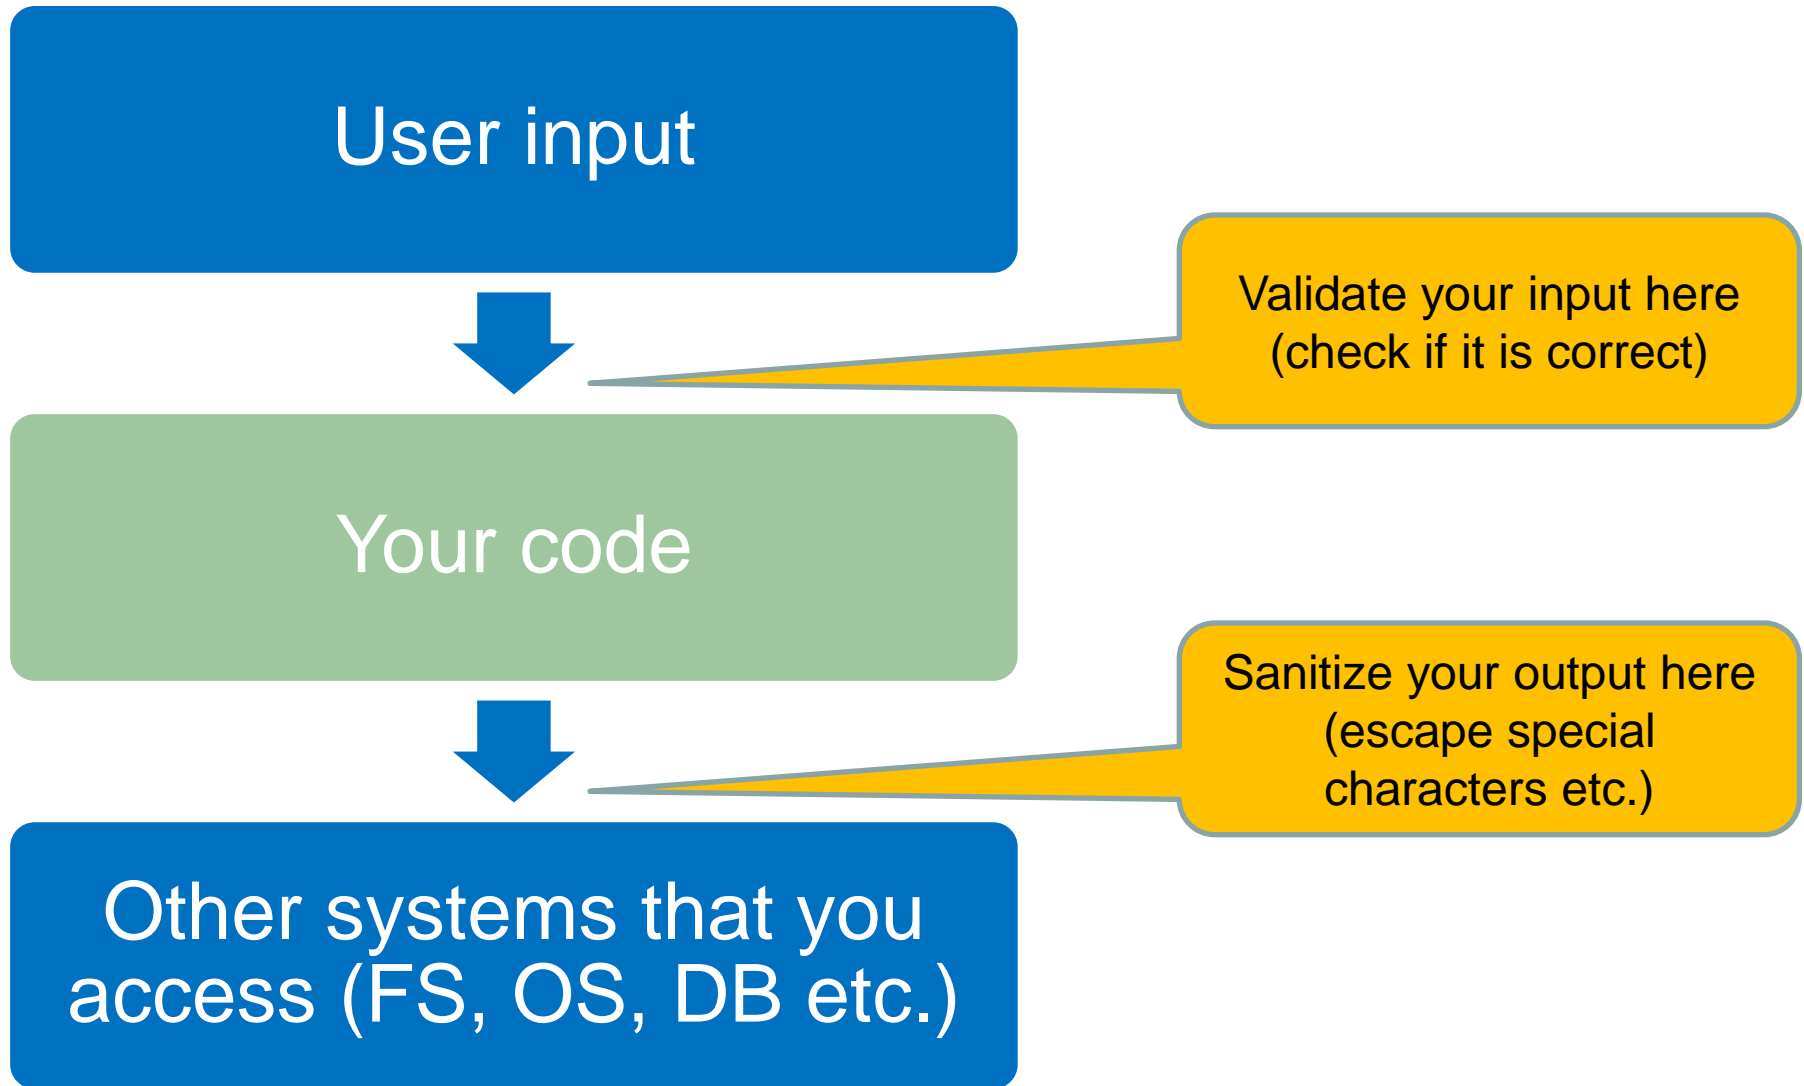 User input
Validate your input here
(check if it is correct)
Your code
Sanitize your output here
(escape special
characters etc.)
Other systems that you
access (FS, OS, DB etc.)